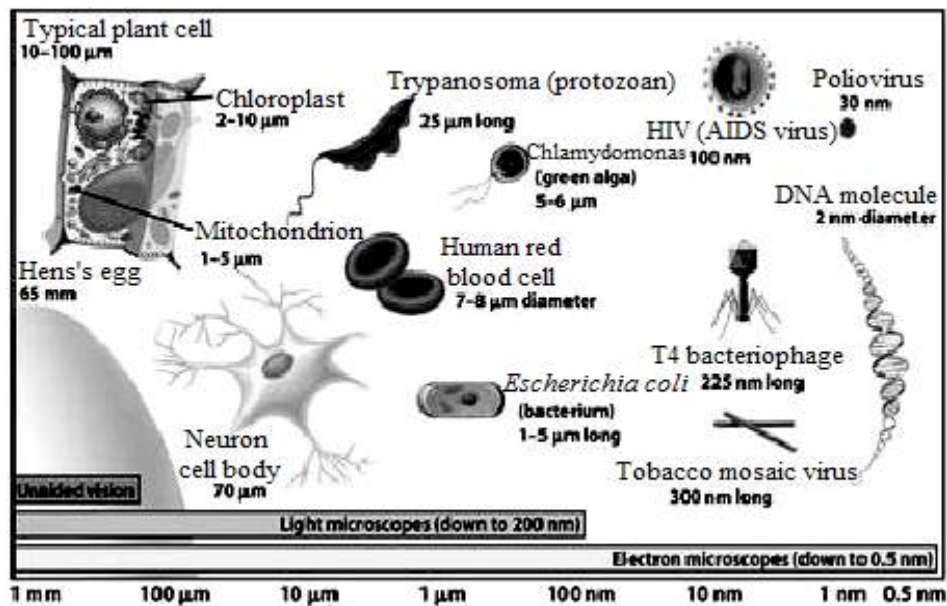 Typical plant cell
10–100 µm
Chloroplast
2–10 µm
Mitochondrion
1–5 µm
Hens's egg
65 mm
Trypanosoma (protozoan)
25 µm long
Chlamydomonas
(green alga)
5–6 µm
HIV (AIDS virus)
100 nm
Poliovirus
30 nm
DNA molecule
2 nm diameter
Human red
blood cell
7–8 µm diameter
T4 bacteriophage
225 nm long
Escherichia coli
(bacterium)
1–5 µm long
Neuron
cell body
70 µm
Tobacco mosaic virus
300 nm long
Unaided vision
Light microscopes (down to 200 nm)
Electron microscopes (down to 0.5 nm)
1 mm 100 µm 10 µm 1 µm 100 nm 10 nm 1 nm 0.5 nm